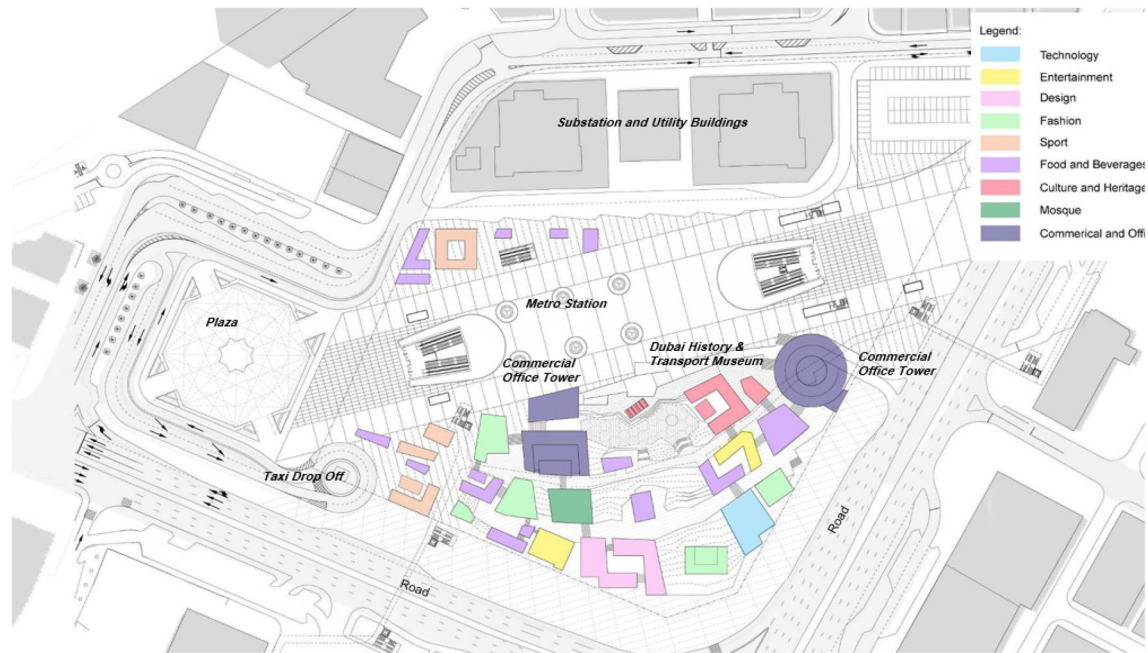 Legend:
Technology
Entertainment
Design
Fashion
Sport
Food and Beverages
Culture and Heritage
Mosque
Commerical and Offi
Substation and Utility Buildings
Plaza
Metro Station
Dubai History &
Transport Museum
Commercial
Office Tower
Commercial
Office Tower
Taxi Drop Off
Road
Road